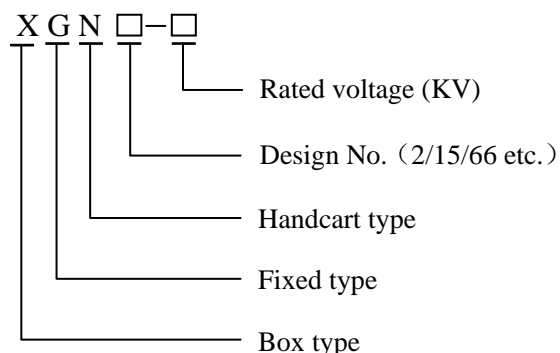 X G N □-□
Rated voltage (KV)
Design No.（2/15/66 etc.）
Handcart type
Fixed type
Box type